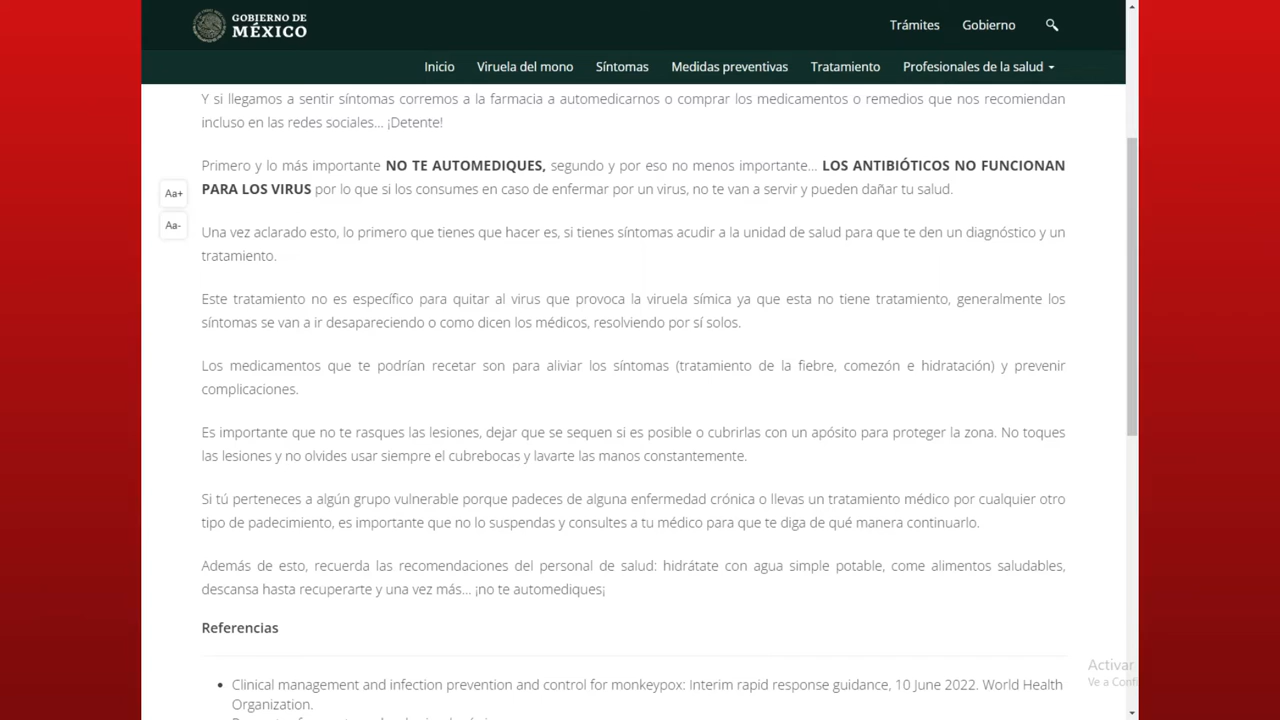 GOBIERNO DE
MÉXICO
Trámites Gobierno
Inicio Viruela del mono Síntomas Medidas preventivas Tratamiento Profesionales de la salud
Y si llegamos a sentir síntomas corremos a la farmacia a automedicarnos o comprar los medicamentos o remedios que nos recomiendan
incluso en las redes sociales... ¡Detente!
Primero y lo más importante NO TE AUTOMEDIQUES, segundo y por eso no menos importante... LOS ANTIBIÓTICOS NO FUNCIONAN
PARA LOS VIRUS por lo que si los consumes en caso de enfermar por un virus, no te van a servir y pueden dañar tu salud.
Aa+
Aa-
Una vez aclarado esto, lo primero que tienes que hacer es, si tienes síntomas acudir a la unidad de salud para que te den un diagnóstico y un
tratamiento.
Este tratamiento no es específico para quitar al virus que provoca la viruela símica ya que esta no tiene tratamiento, generalmente los
síntomas se van a ir desapareciendo o como dicen los médicos, resolviendo por sí solos.
Los medicamentos que te podrían recetar son para aliviar los síntomas (tratamiento de la fiebre, comezón e hidratación) y prevenir
complicaciones.
Es importante que no te rasques las lesiones, dejar que se sequen si es posible o cubrirlas con un apósito para proteger la zona. No toques
las lesiones y no olvides usar siempre el cubrebocas y lavarte las manos constantemente.
Si tú perteneces a algún grupo vulnerable porque padeces de alguna enfermedad crónica o llevas un tratamiento médico por cualquier otro
tipo de padecimiento, es importante que no lo suspendas y consultes a tu médico para que te diga de qué manera continuarlo.
Además de esto, recuerda las recomendaciones del personal de salud: hidrátate con agua simple potable, come alimentos saludables,
descansa hasta recuperarte y una vez más... ¡no te automediques¡
Referencias
Activar
Ve a Confi
• Clinical management and infection prevention and control for monkeypox: Interim rapid response guidance, 10 June 2022. World Health
Organization.